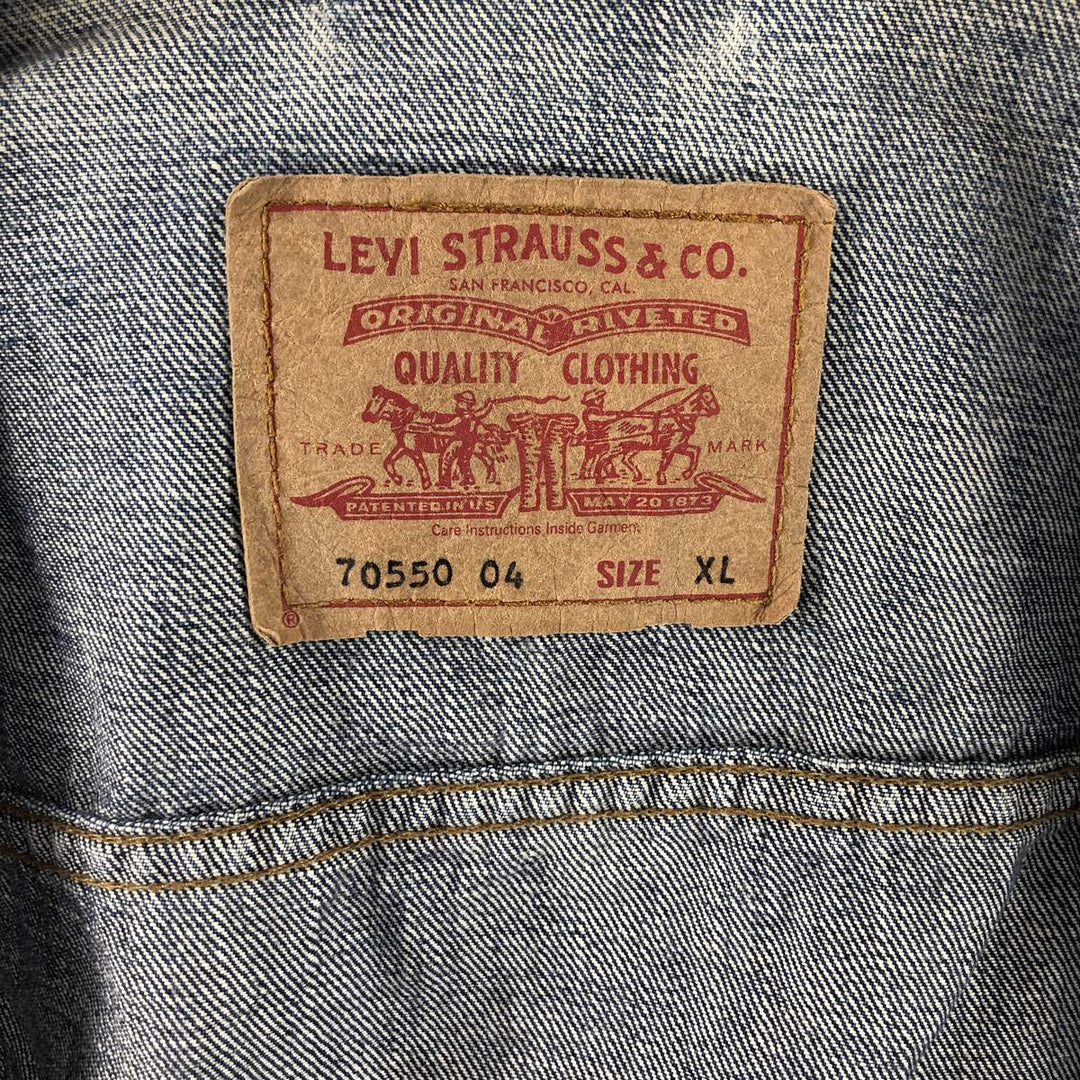 LEVI STRAUSS & CO.
SAN FRANCISCO, CAL.
ORIGINAL RIVETED
QUALITY CLOTHING
TRADE MARK
PATENTED IN U.S MAY 20 1873
Care Instructions Inside Garment
70550 04 SIZE XL
®